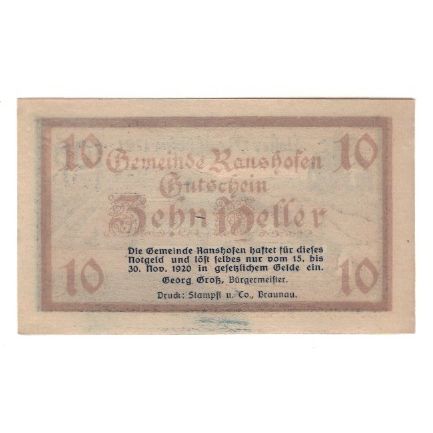 10 Gemeinde Ranshofen 10
Gutschein
Zehn Heller
Die Gemeinde Ranshofen haftet für dieses
Notgeld und löst selbes nur vom 15. bis
30. Nov. 1920 in gesetzlichem Gelde ein.
Georg Groß, Bürgermeister.
10 10
Druck: Stampfl u. Co., Braunau.